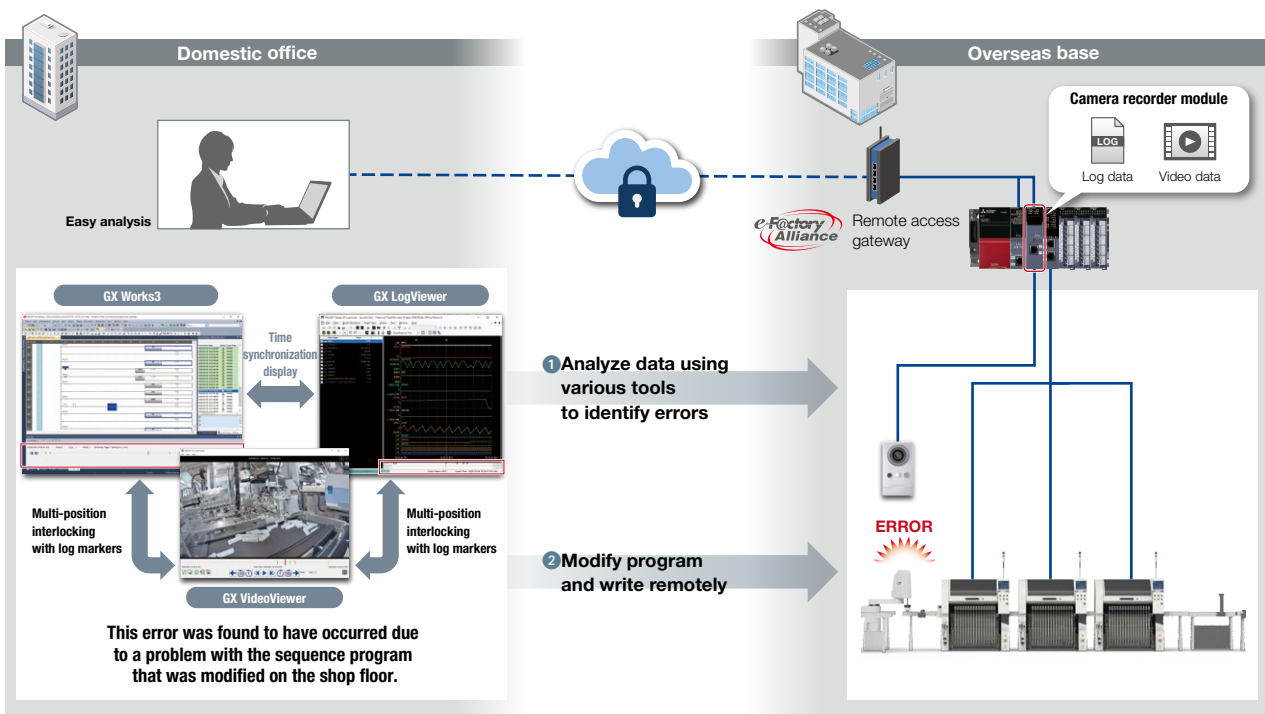 Domestic office
Overseas base
Camera recorder module
LOG
Log data
Video data
Easy analysis
e-F@ctory
Alliance
Remote access
gateway
GX Works3
GX LogViewer
Time
synchronization
display
1 Analyze data using
various tools
to identify errors
Multi-position
interlocking
with log markers
Multi-position
interlocking
with log markers
ERROR
2 Modify program
and write remotely
GX VideoViewer
This error was found to have occurred due
to a problem with the sequence program
that was modified on the shop floor.